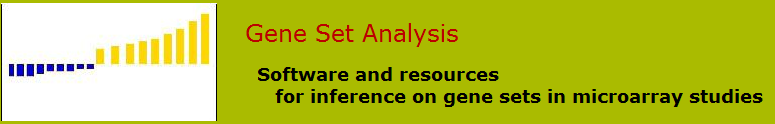 Gene Set Analysis
Software and resources
for inference on gene sets in microarray studies